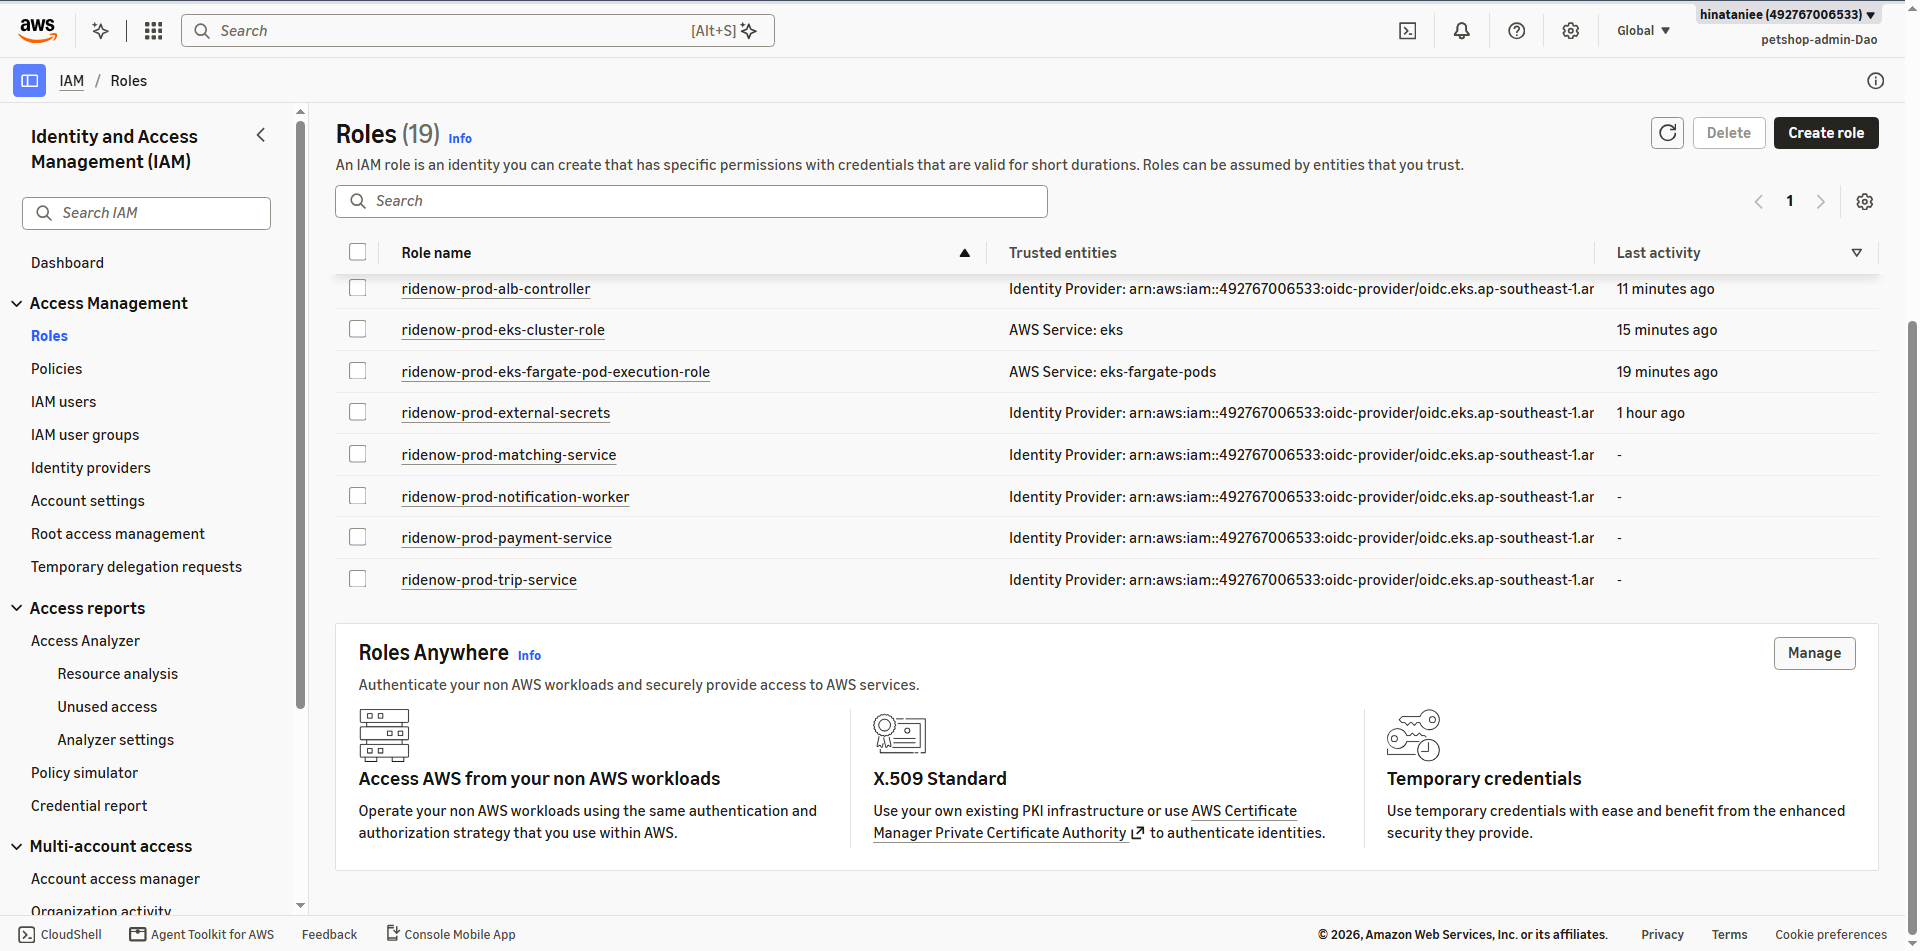 aws
Search
[Alt+S]
Global
hinataniee (492767006533)
petshop-admin-Dao
IAM / Roles
Identity and Access
Management (IAM)
Search IAM
Dashboard
Access Management
Roles
Policies
IAM users
IAM user groups
Identity providers
Account settings
Root access management
Temporary delegation requests
Access reports
Access Analyzer
Resource analysis
Unused access
Analyzer settings
Policy simulator
Credential report
Multi-account access
Account access manager
Organization activity
Roles (19) Info
Delete
Create role
An IAM role is an identity you can create that has specific permissions with credentials that are valid for short durations. Roles can be assumed by entities that you trust.
Search
1
Role name Trusted entities Last activity
ridenow-prod-alb-controller Identity Provider: arn:aws:iam::492767006533:oidc-provider/oidc.eks.ap-southeast-1.ar 11 minutes ago
ridenow-prod-eks-cluster-role AWS Service: eks 15 minutes ago
ridenow-prod-eks-fargate-pod-execution-role AWS Service: eks-fargate-pods 19 minutes ago
ridenow-prod-external-secrets Identity Provider: arn:aws:iam::492767006533:oidc-provider/oidc.eks.ap-southeast-1.ar 1 hour ago
ridenow-prod-matching-service Identity Provider: arn:aws:iam::492767006533:oidc-provider/oidc.eks.ap-southeast-1.ar -
ridenow-prod-notification-worker Identity Provider: arn:aws:iam::492767006533:oidc-provider/oidc.eks.ap-southeast-1.ar -
ridenow-prod-payment-service Identity Provider: arn:aws:iam::492767006533:oidc-provider/oidc.eks.ap-southeast-1.ar -
ridenow-prod-trip-service Identity Provider: arn:aws:iam::492767006533:oidc-provider/oidc.eks.ap-southeast-1.ar -
Roles Anywhere Info
Manage
Authenticate your non AWS workloads and securely provide access to AWS services.
Access AWS from your non AWS workloads
Operate your non AWS workloads using the same authentication and
authorization strategy that you use within AWS.
X.509 Standard
Use your own existing PKI infrastructure or use AWS Certificate
Manager Private Certificate Authority to authenticate identities.
Temporary credentials
Use temporary credentials with ease and benefit from the enhanced
security they provide.
CloudShell Agent Toolkit for AWS Feedback Console Mobile App © 2026, Amazon Web Services, Inc. or its affiliates. Privacy Terms Cookie preferences